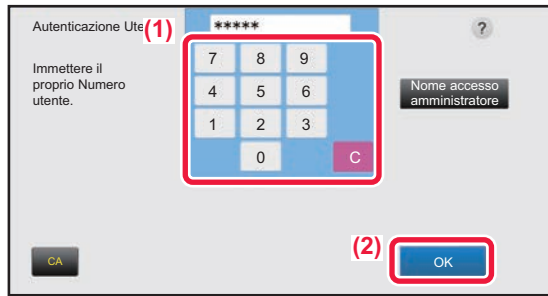 Autenticazione Ute
(1)
*****
?
Immettere il
proprio Numero
utente.
7 8 9
4 5 6
1 2 3
0 C
Nome accesso
amministratore
(2)
CA
OK